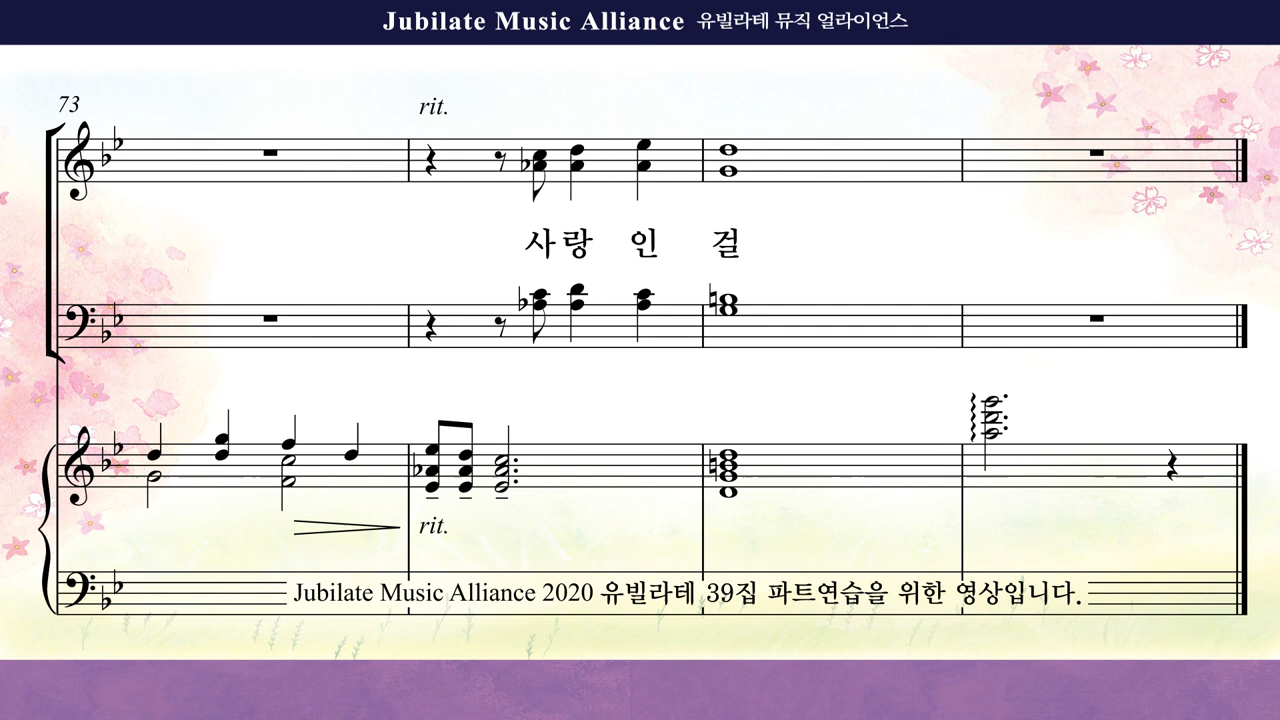 Jubilate Music Alliance 유빌라테 뮤직 얼라이언스
73
rit.
사랑 인 걸
rit.
Jubilate Music Alliance 2020 유빌라테 39집 파트연습을 위한 영상입니다.